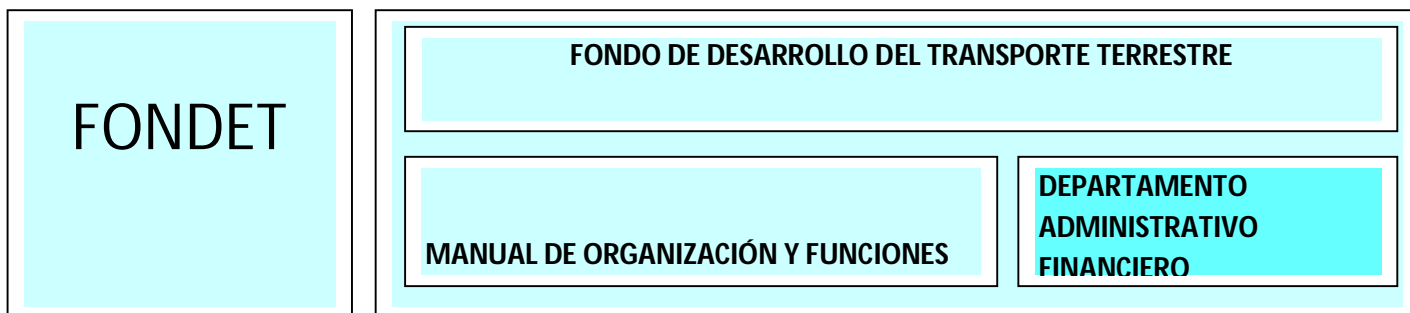 FONDET
FONDO DE DESARROLLO DEL TRANSPORTE TERRESTRE
MANUAL DE ORGANIZACIÓN Y FUNCIONES
DEPARTAMENTO
ADMINISTRATIVO
FINANCIERO